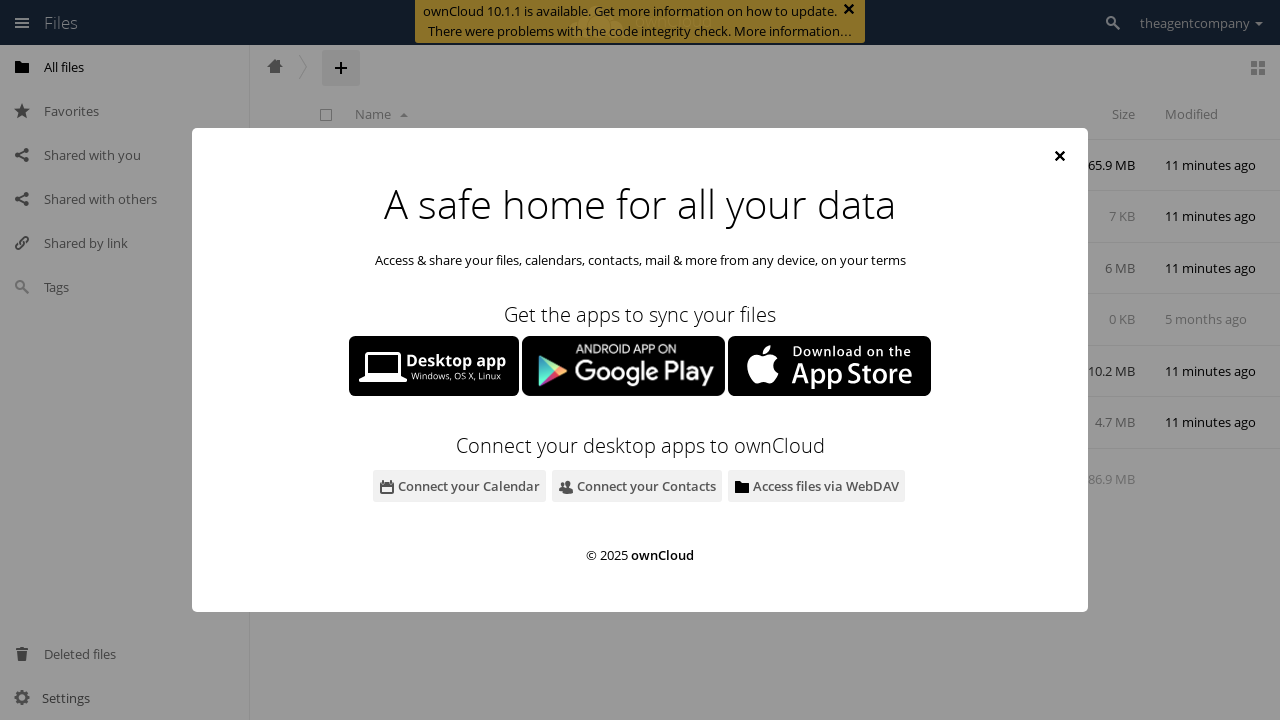 Files
ownCloud 10.1.1 is available. Get more information on how to update.
There were problems with the code integrity check. More information…
theagentcompany
All files
Favorites
Shared with you
Shared with others
Shared by link
Tags
Deleted files
Settings
Name
Size
Modified
65.9 MB
11 minutes ago
7 KB
11 minutes ago
6 MB
11 minutes ago
0 KB
5 months ago
10.2 MB
11 minutes ago
4.7 MB
11 minutes ago
86.9 MB
A safe home for all your data
Access & share your files, calendars, contacts, mail & more from any device, on your terms
Get the apps to sync your files
Desktop app
Windows, OS X, Linux
ANDROID APP ON
Google Play
Download on the
App Store
Connect your desktop apps to ownCloud
Connect your Calendar
Connect your Contacts
Access files via WebDAV
© 2025 ownCloud